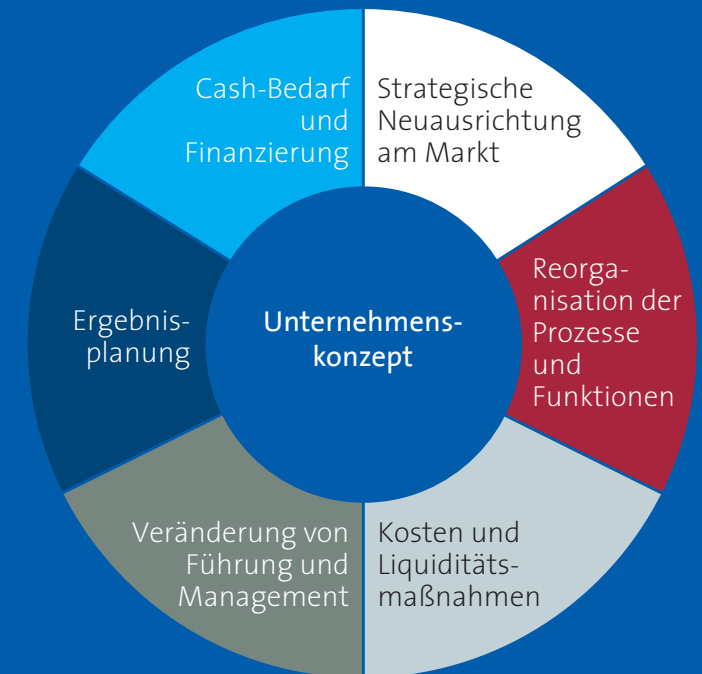 Cash-Bedarf
und
Finanzierung
Strategische
Neuausrichtung
am Markt
Reorga-
nisation der
Prozesse
und
Funktionen
Ergebnis-
planung
Unternehmens-
konzept
Veränderung von
Führung und
Management
Kosten und
Liquiditäts-
maßnahmen